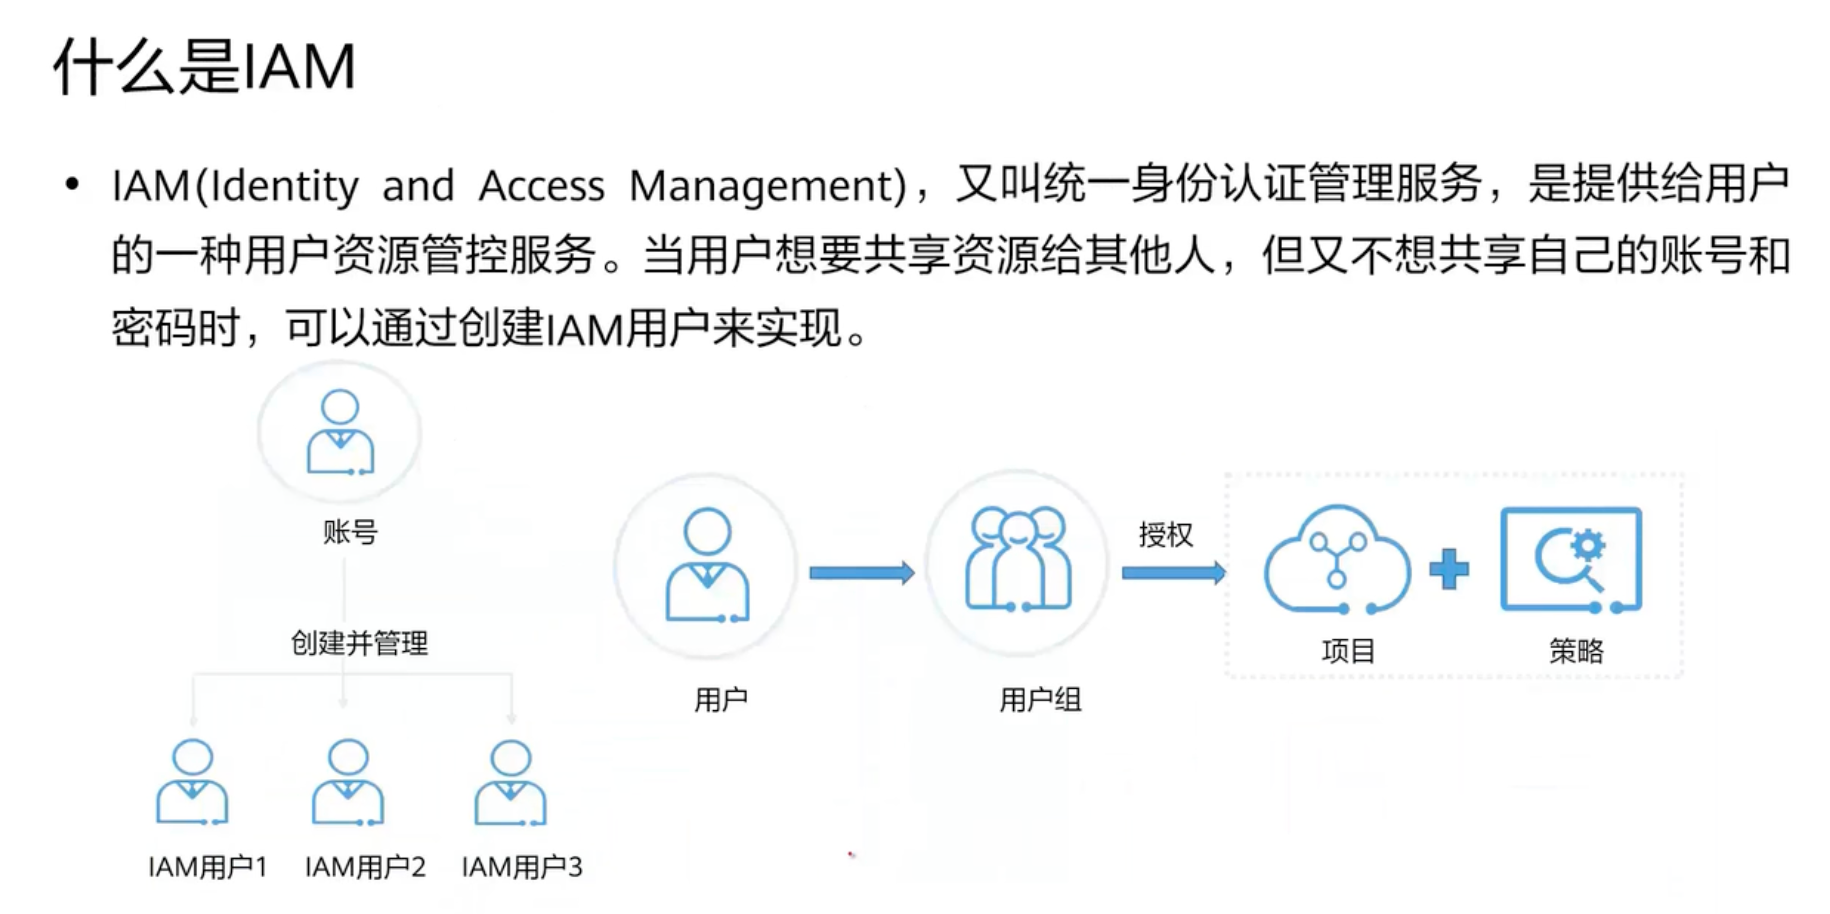 什么是IAM
• IAM(Identity and Access Management)，又叫统一身份认证管理服务，是提供给用户
的一种用户资源管控服务。当用户想要共享资源给其他人，但又不想共享自己的账号和
密码时，可以通过创建IAM用户来实现。
账号
创建并管理
IAM用户1 IAM用户2 IAM用户3
用户
用户组
授权
项目
策略